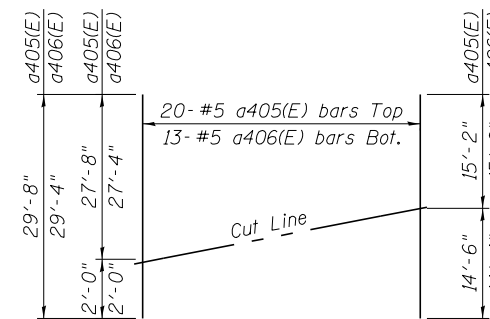 a405(E)
a406(E)
a405(E)
a406(E)
a405(E)
20-#5 a405(E) bars Top
13-#5 a406(E) bars Bot.
29'-8"
29'-4"
27'-8"
27'-4"
2'-0"
2'-0"
Cut Line
15'-2"
14'-6"